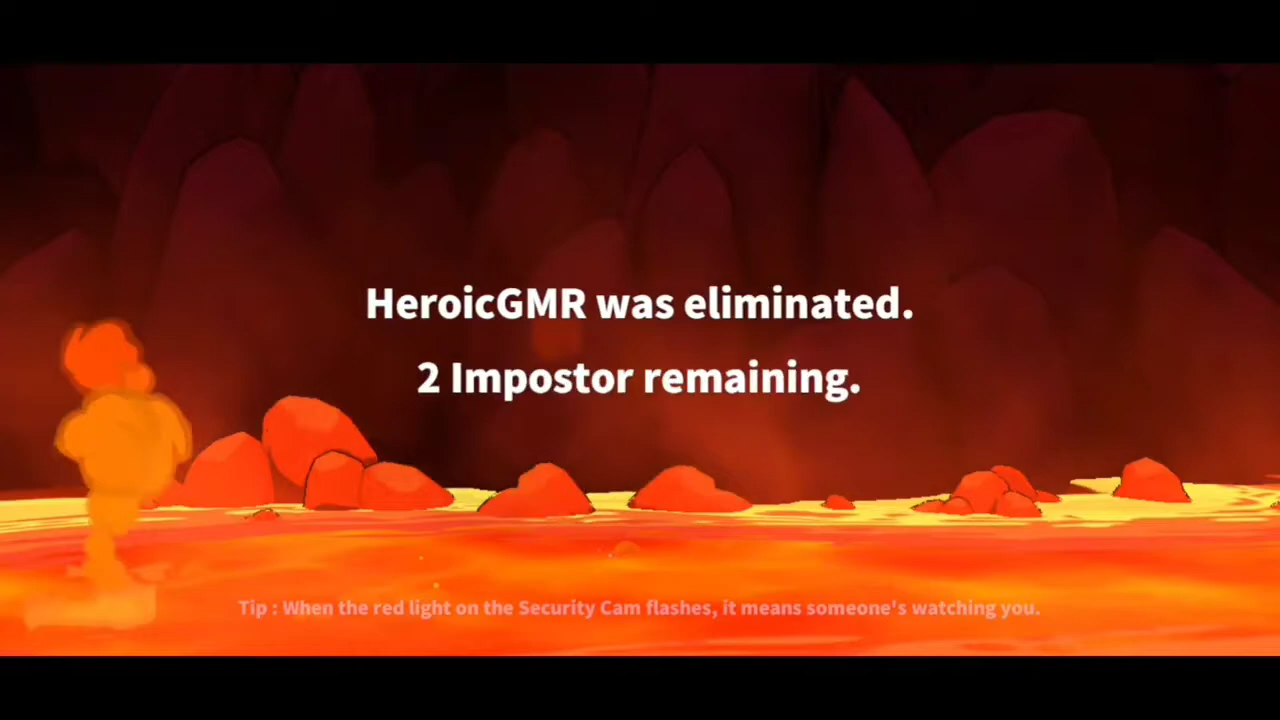 HeroicGMR was eliminated.
2 Impostor remaining.
Tip : When the red light on the Security Cam flashes, it means someone's watching you.